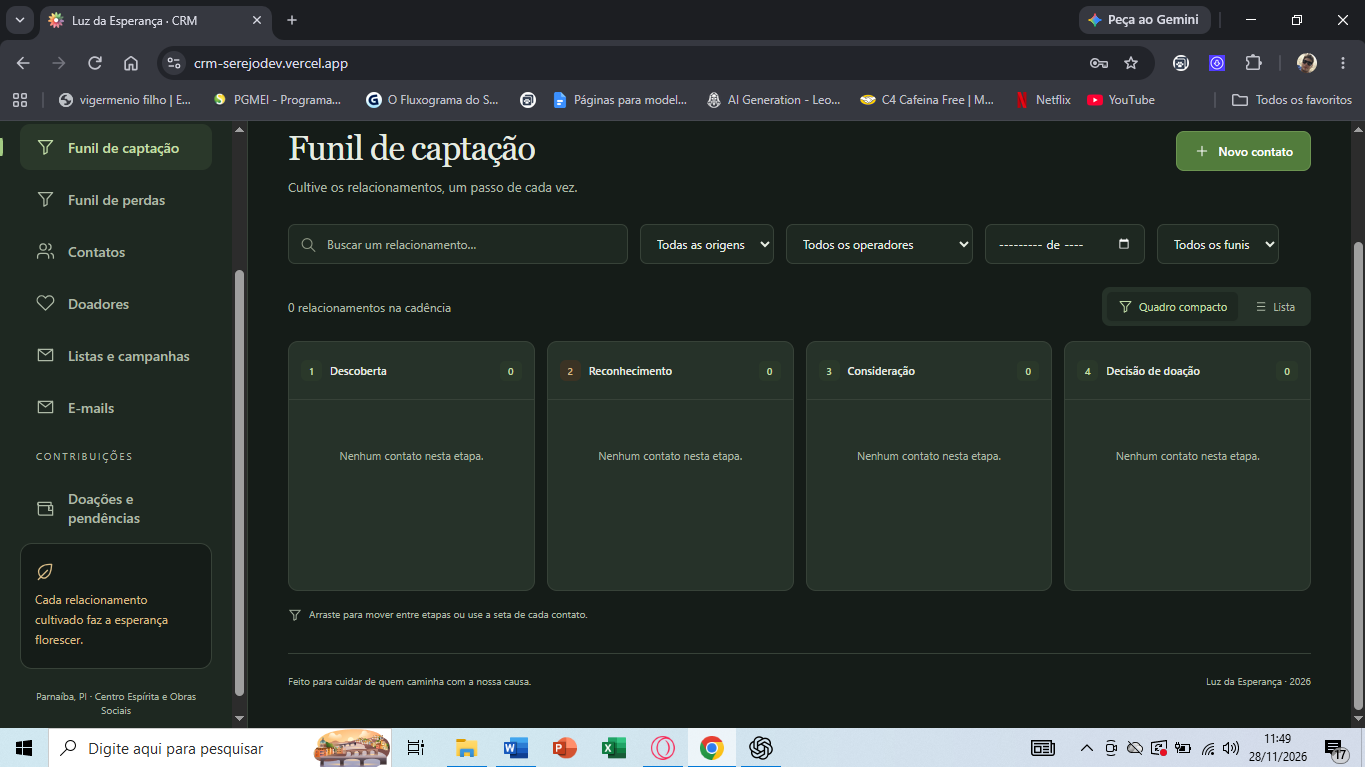 Luz da Esperança · CRM
Peça ao Gemini
crm-serejodev.vercel.app
vigermenio filho | E...
PGMEI - Programa...
O Fluxograma do S...
Páginas para model...
AI Generation - Leo...
C4 Cafeina Free | M...
Netflix
YouTube
Todos os favoritos
Funil de captação
Funil de perdas
Contatos
Doadores
Listas e campanhas
E-mails
CONTRIBUIÇÕES
Doações e
pendências
Cada relacionamento
cultivado faz a esperança
florescer.
Parnaíba, PI · Centro Espírita e Obras
Sociais
Funil de captação
Novo contato
Cultive os relacionamentos, um passo de cada vez.
Buscar um relacionamento...
Todas as origens
Todos os operadores
--------- de ----
Todos os funis
0 relacionamentos na cadência
Quadro compacto
Lista
1 Descoberta 0
2 Reconhecimento 0
3 Consideração 0
4 Decisão de doação 0
Nenhum contato nesta etapa.
Nenhum contato nesta etapa.
Nenhum contato nesta etapa.
Nenhum contato nesta etapa.
Arraste para mover entre etapas ou use a seta de cada contato.
Feito para cuidar de quem caminha com a nossa causa.
Luz da Esperança · 2026
Digite aqui para pesquisar
11:49
28/11/2026
17